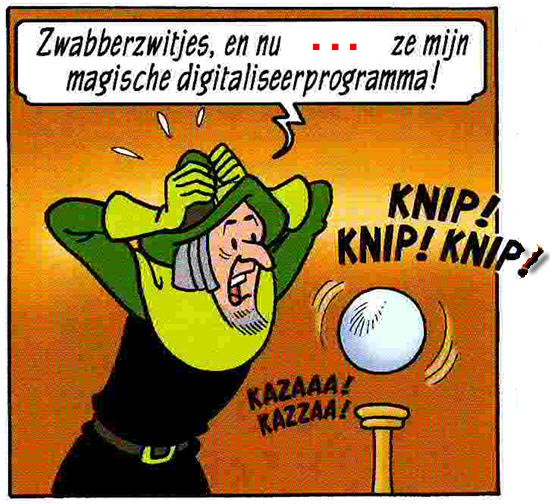 Zwabberzwitjes, en nu ... ze mijn
magische digitaliseerprogramma!
KNIP!
KNIP! KNIP!
KAZAAA!
KAZZAA!